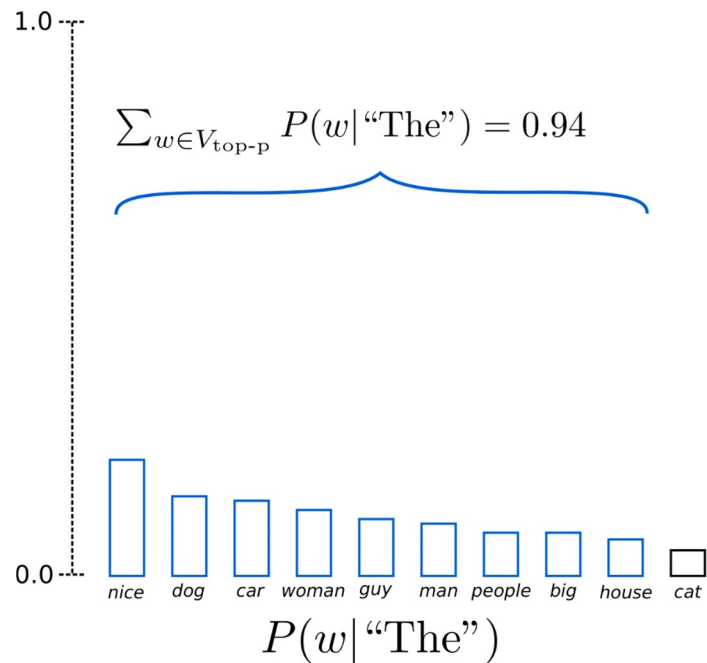 1.0
∑w∈Vtop-p P(w|“The”) = 0.94
0.0
nice dog car woman guy man people big house cat
P(w|“The”)